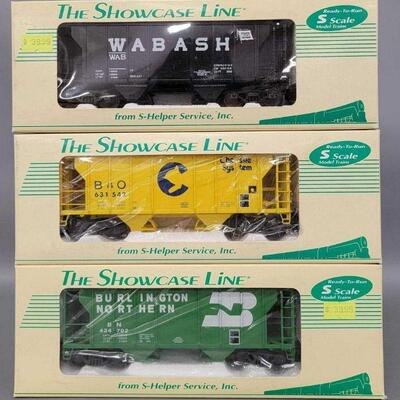 THE SHOWCASE LINE
Ready-To-Run
S Scale
Model Trains
WABASH
WAB
from S-Helper Service, Inc.
THE SHOWCASE LINE
Ready-To-Run
S Scale
Model Trains
B&O
631542
C
Chessie
System
from S-Helper Service, Inc.
THE SHOWCASE LINE
Ready-To-Run
S Scale
Model Trains
BURLINGTON
NORTHERN
BN
434702
from S-Helper Service, Inc.